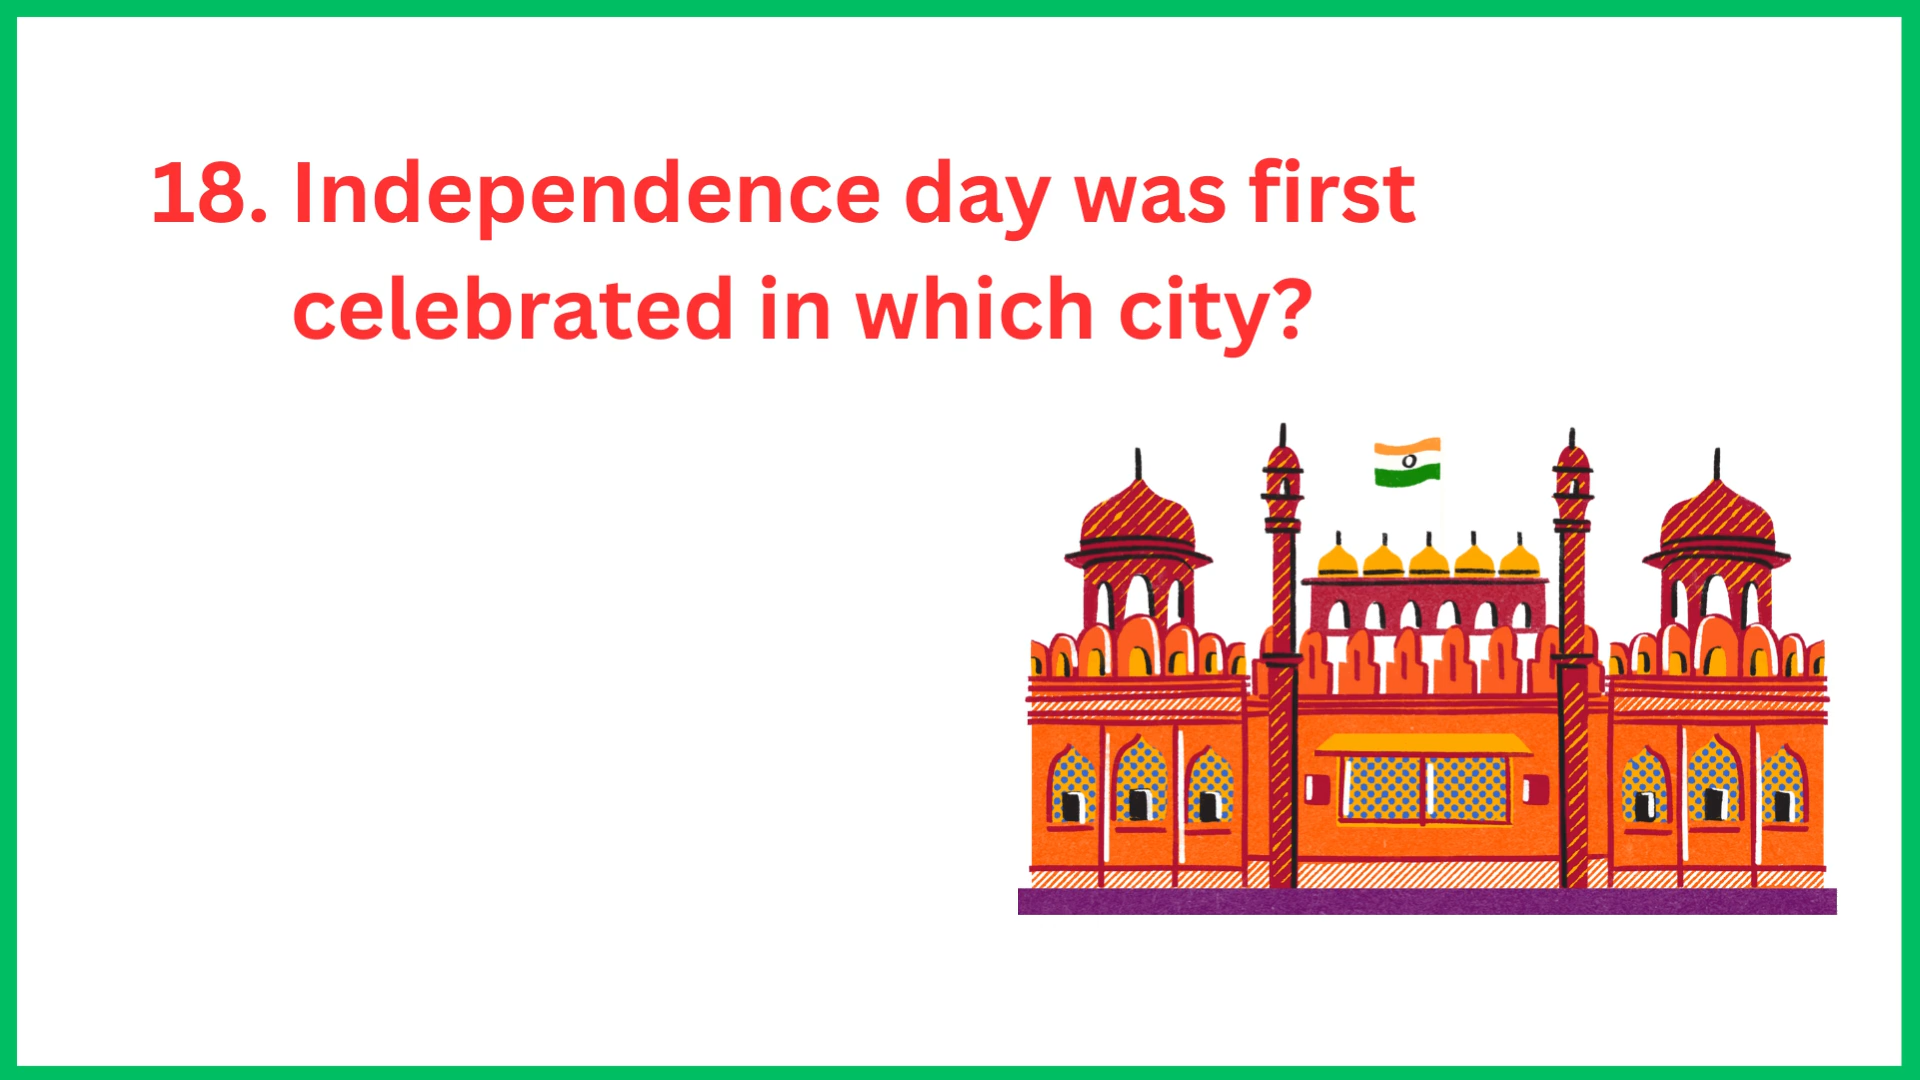 18. Independence day was first
celebrated in which city?